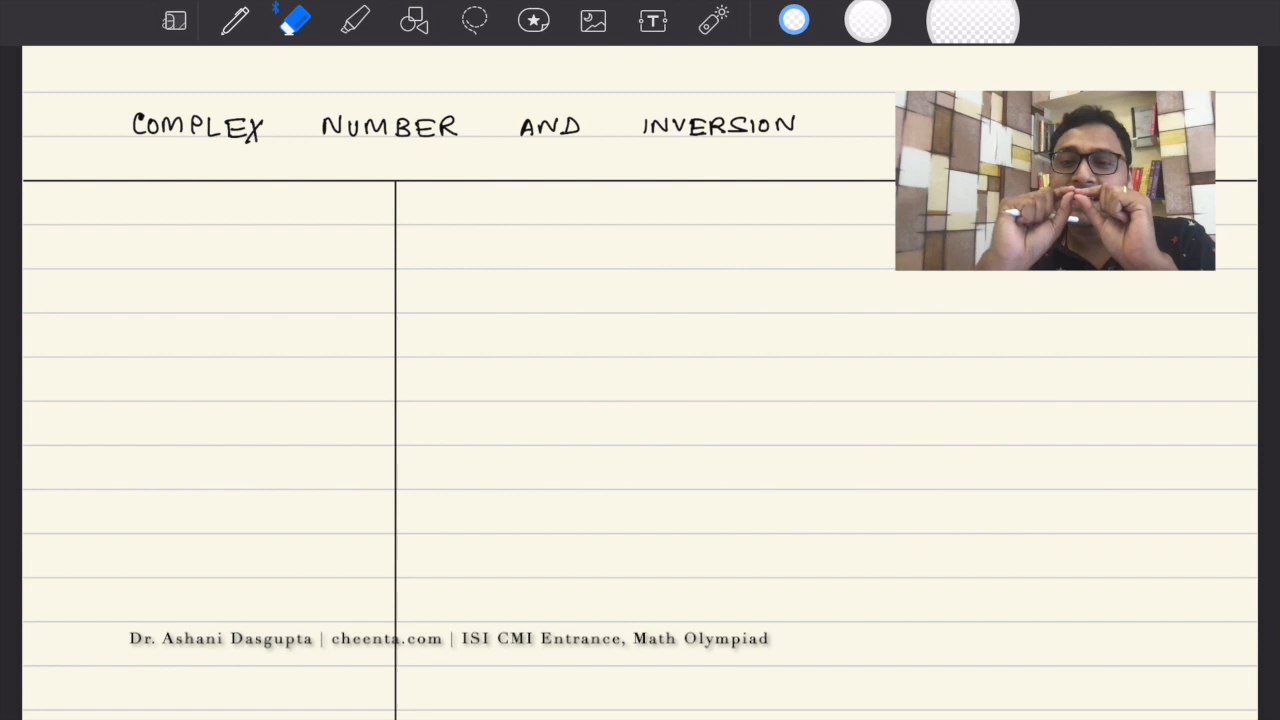 COMPLEX NUMBER AND INVERSION
Dr. Ashani Dasgupta | cheenta.com | ISI CMI Entrance, Math Olympiad